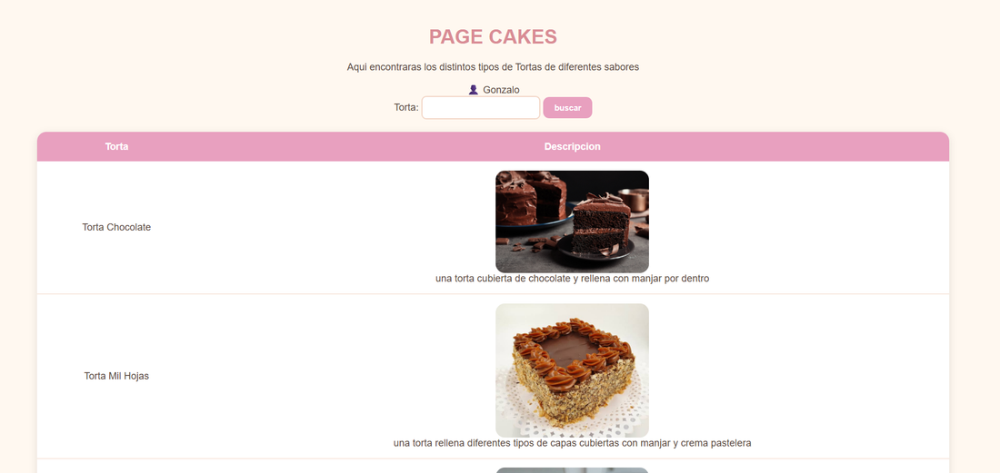 PAGE CAKES
Aqui encontraras los distintos tipos de Tortas de diferentes sabores
Gonzalo
Torta: buscar
Torta Descripcion
Torta Chocolate
una torta cubierta de chocolate y rellena con manjar por dentro
Torta Mil Hojas
una torta rellena diferentes tipos de capas cubiertas con manjar y crema pastelera